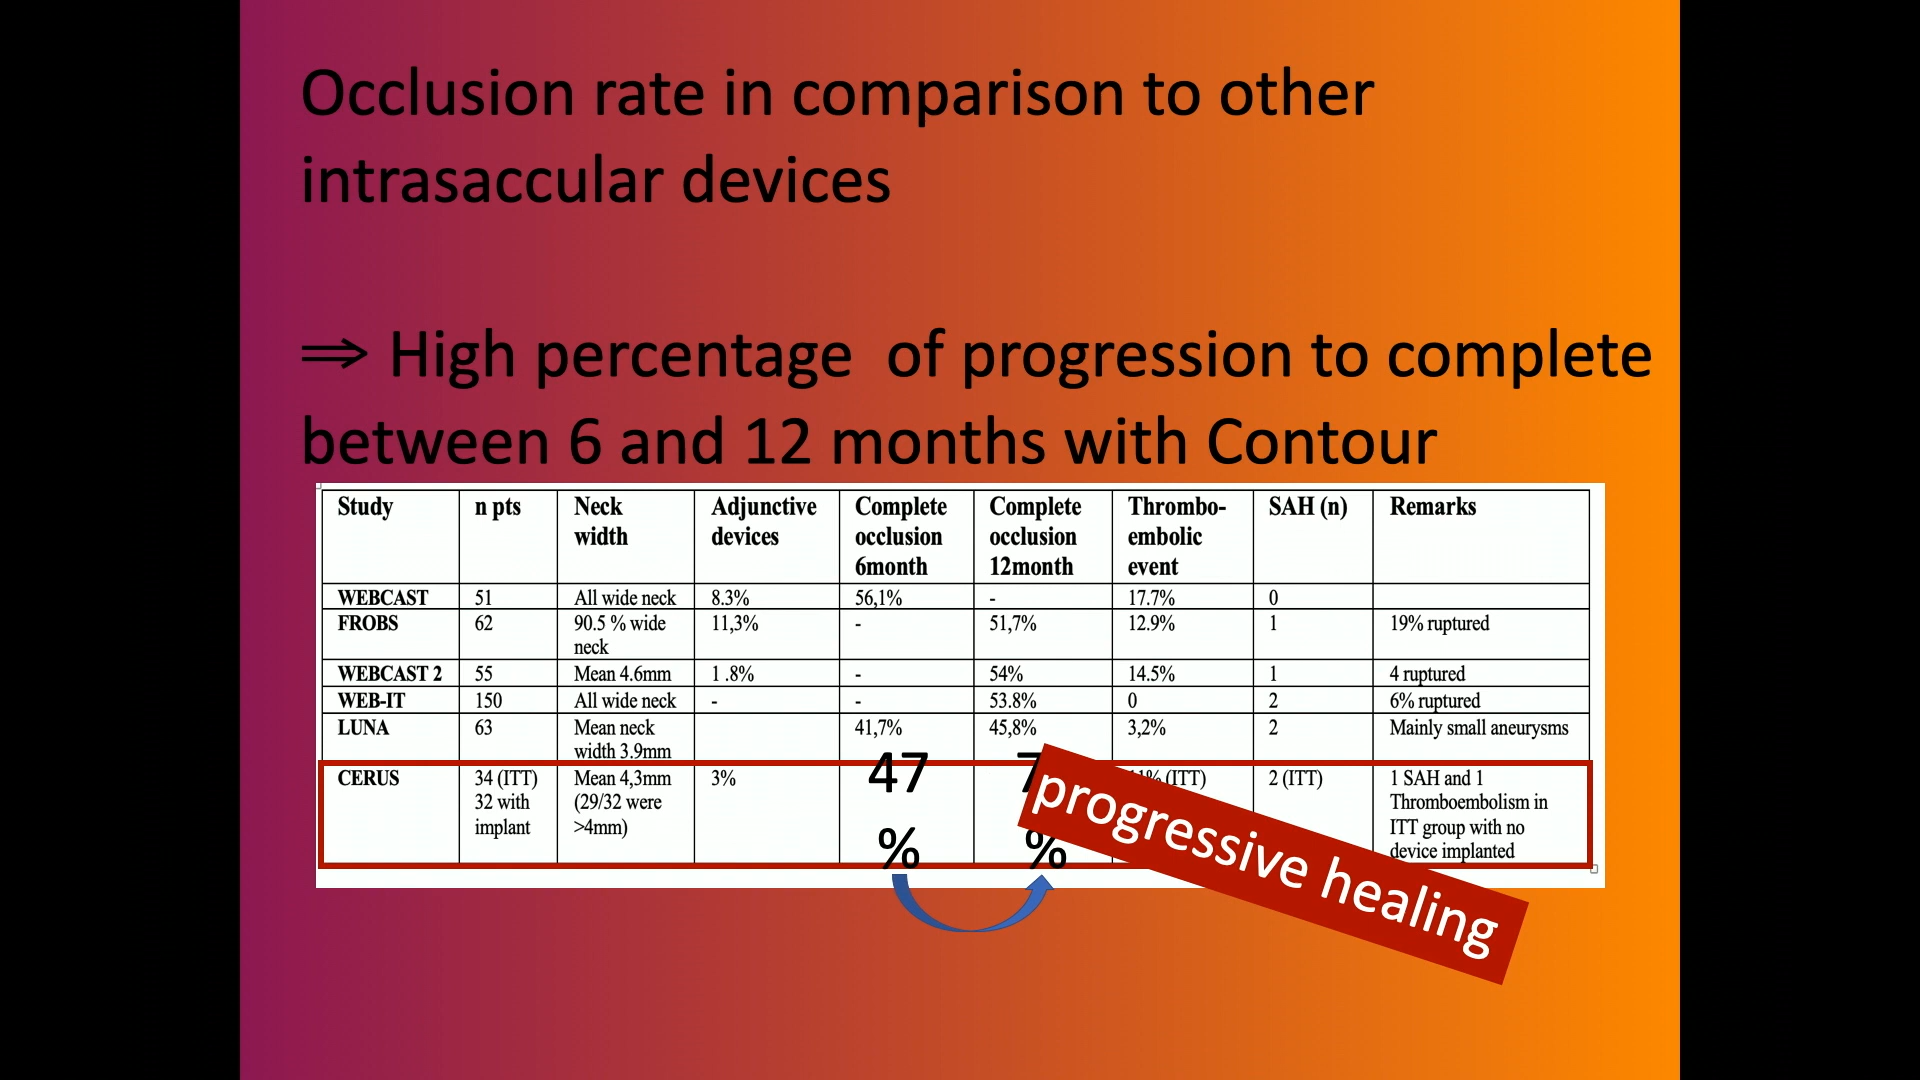 Occlusion rate in comparison to other
intrasaccular devices
⇒ High percentage of progression to complete
between 6 and 12 months with Contour
Study n pts Neck width Adjunctive devices Complete occlusion 6month Complete occlusion 12month Thrombo-embolic event SAH (n) Remarks
WEBCAST 51 All wide neck 8.3% 56,1% - 17.7% 0
FROBS 62 90.5 % wide neck 11,3% - 51,7% 12.9% 1 19% ruptured
WEBCAST 2 55 Mean 4.6mm 1 .8% - 54% 14.5% 1 4 ruptured
WEB-IT 150 All wide neck - - 53.8% 0 2 6% ruptured
LUNA 63 Mean neck width 3.9mm 41,7% 45,8% 3,2% 2 Mainly small aneurysms
CERUS 34 (ITT) 32 with implant Mean 4,3mm (29/32 were >4mm) 3% 47 % % (ITT) 2 (ITT) 1 SAH and 1 Thromboembolism in ITT group with no device implanted
progressive healing